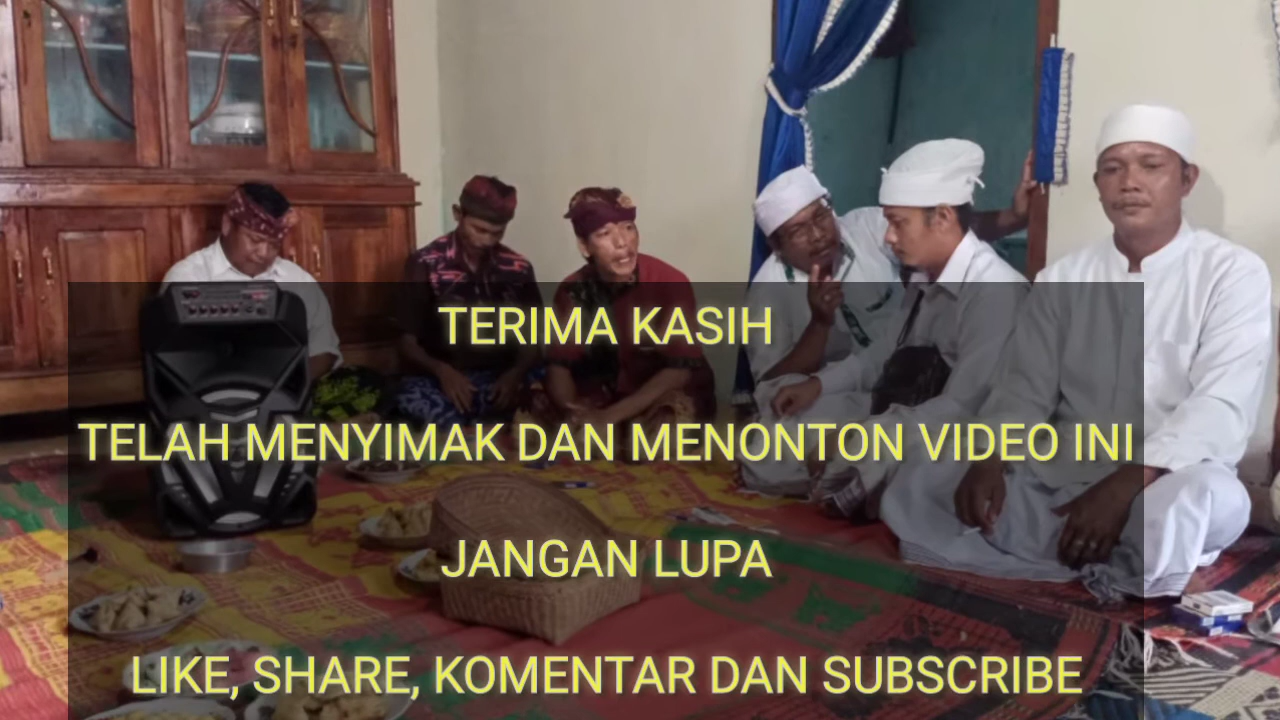 TERIMA KASIH
TELAH MENYIMAK DAN MENONTON VIDEO INI
JANGAN LUPA
LIKE, SHARE, KOMENTAR DAN SUBSCRIBE